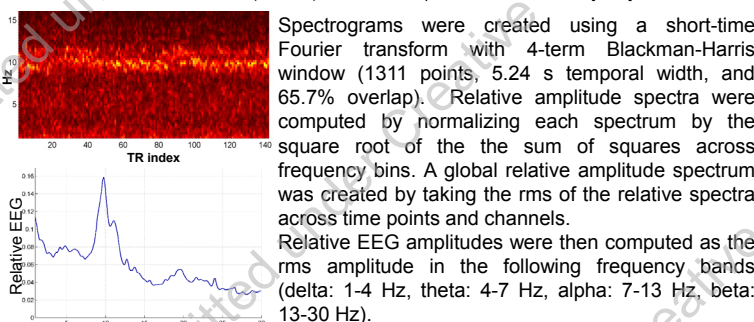 Spectrograms were created using a short-time
Fourier transform with 4-term Blackman-Harris
window (1311 points, 5.24 s temporal width, and
65.7% overlap). Relative amplitude spectra were
computed by normalizing each spectrum by the
square root of the the sum of squares across
frequency bins. A global relative amplitude spectrum
was created by taking the rms of the relative spectra
across time points and channels.
Relative EEG amplitudes were then computed as the
rms amplitude in the following frequency bands
(delta: 1-4 Hz, theta: 4-7 Hz, alpha: 7-13 Hz, beta:
13-30 Hz).
15
10
5
Hz
20 40 60 80 100 120 140
TR index
0.16
0.14
0.12
0.1
0.08
0.06
0.04
0.02
0
Relative EEG